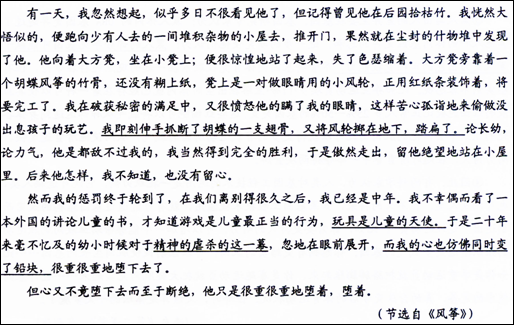 有一天，我忽然想起，似乎多日不很看见他了，但记得曾见他在后园拾枯竹。我恍然大
悟似的，便跑向少有人去的一间堆积杂物的小屋去，推开门，果然就在尘封的什物堆中发现
了他。他向着大方凳，坐在小凳上；便很惊惶地站了起来，失了色瑟缩着。大方凳旁靠着一
个胡蝶风筝的竹骨，还没有糊上纸，凳上是一对做眼睛用的小风轮，正用红纸条装饰着，将
要完工了。我在破获秘密的满足中，又很愤怒他的瞒了我的眼睛，这样苦心孤诣地来偷做没
出息孩子的玩艺。我即刻伸手抓断了胡蝶的一支翅骨，又将风轮掷在地下，踏扁了。论长幼，
论力气，他是都敌不过我的，我当然得到完全的胜利，于是傲然走出，留他绝望地站在小屋
里。后来他怎样，我不知道，也没有留心。
然而我的惩罚终于轮到了，在我们离别得很久之后，我已经是中年。我不幸偶而看了一
本外国的讲论儿童的书，才知道游戏是儿童最正当的行为，玩具是儿童的天使。于是二十年
来毫不忆及的幼小时候对于精神的虐杀的这一幕，忽地在眼前展开，而我的心也仿佛同时变
了铅块，很重很重地堕下去了。
但心又不竟堕下去而至于断绝，他只是很重很重地堕着，堕着。
（节选自《风筝》）